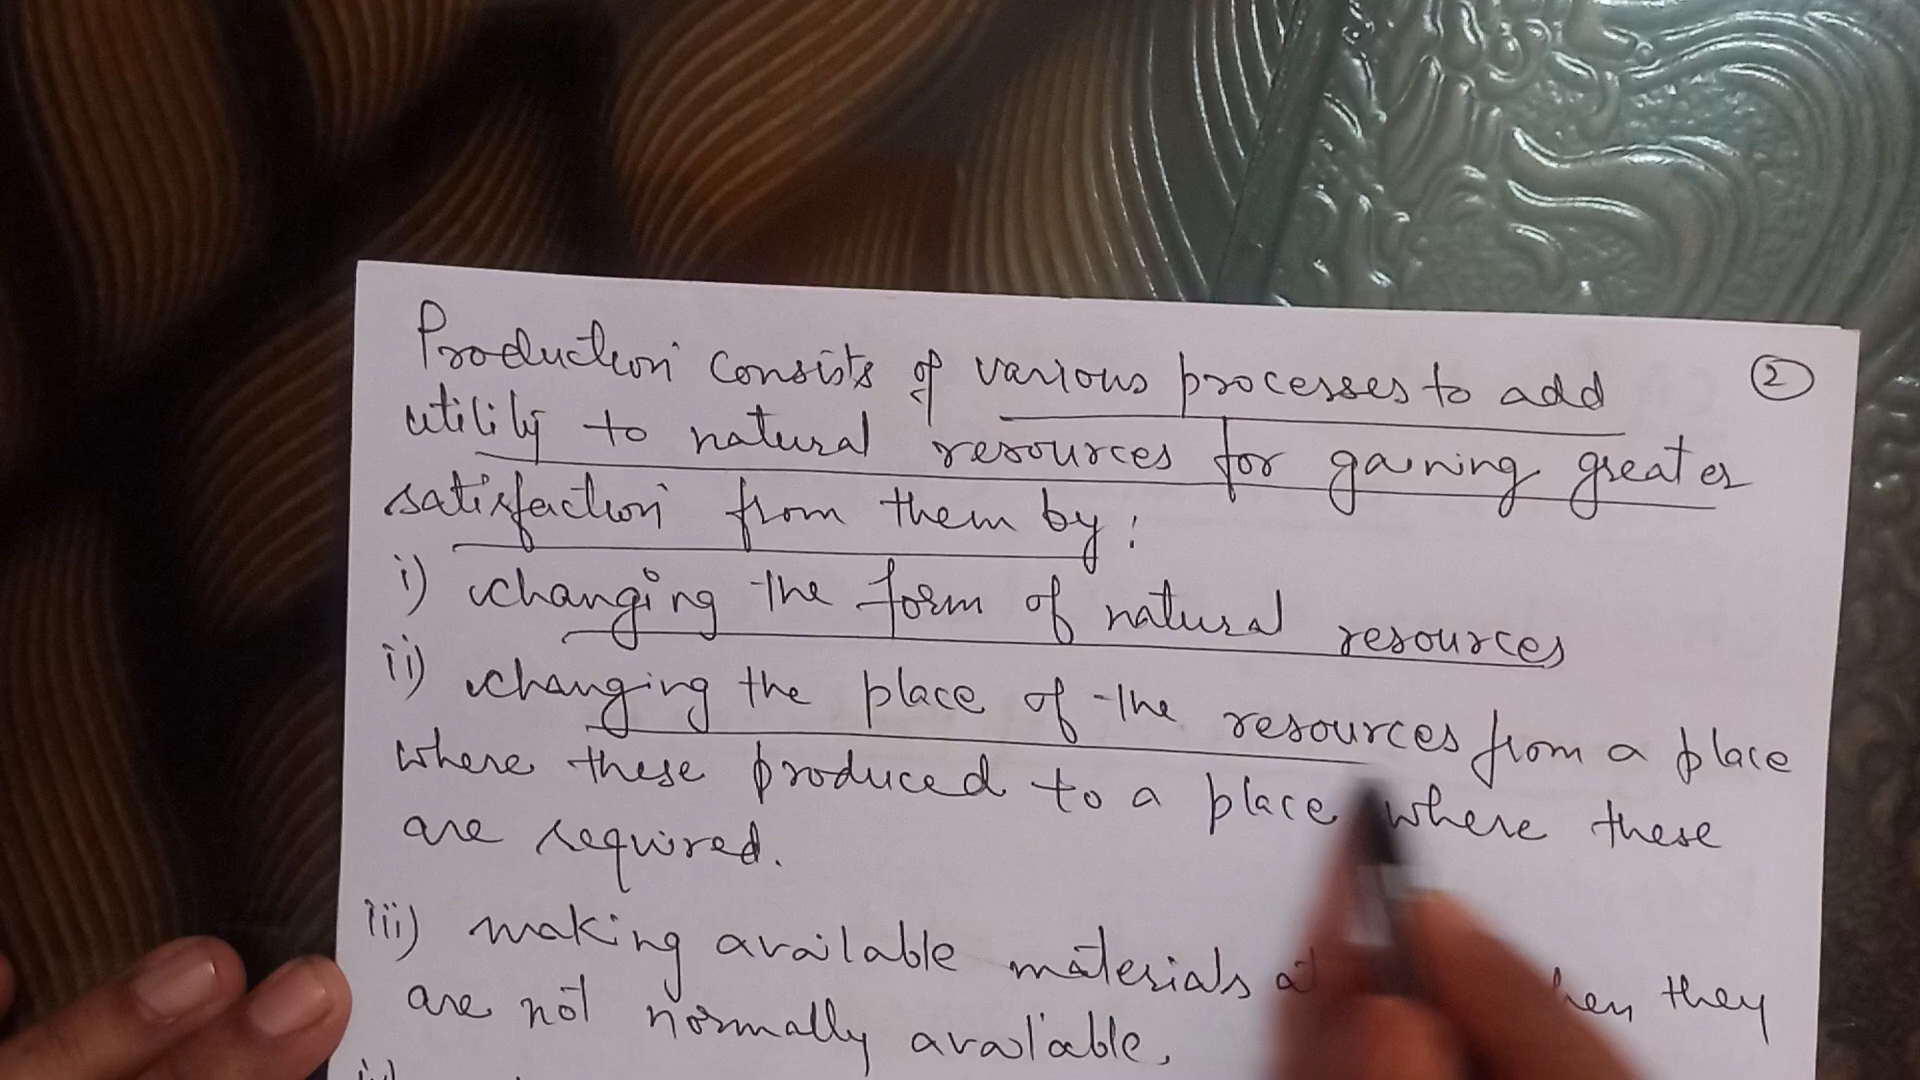 Production consists of various processes to add
②
utility to natural resources for gaining greater
satisfaction from them by:
i) changing the form of natural resources
ii) changing the place of the resources from a place
where these produced to a place where these
are required.
iii) making available materials at they
are not normally available,